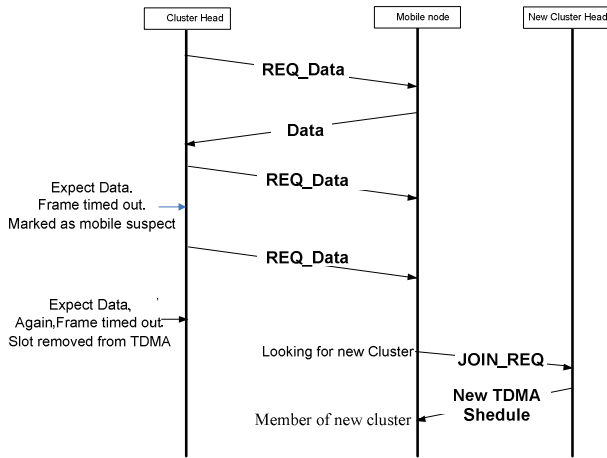 Cluster Head
Mobile node
New Cluster Head
REQ_Data
Data
REQ_Data
Expect Data.
Frame timed out.
Marked as mobile suspect
REQ_Data
Expect Data,
Again,Frame timed out.
Slot removed from TDMA
Looking for new Cluster
JOIN_REQ
New TDMA
Shedule
Member of new cluster